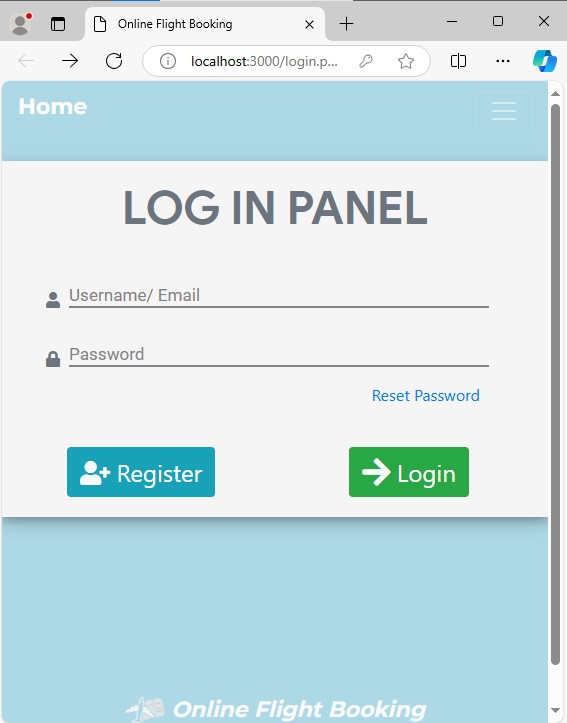 Online Flight Booking
localhost:3000/login.p...
Home
LOG IN PANEL
Username/ Email
Password
Reset Password
Register
Login
Online Flight Booking